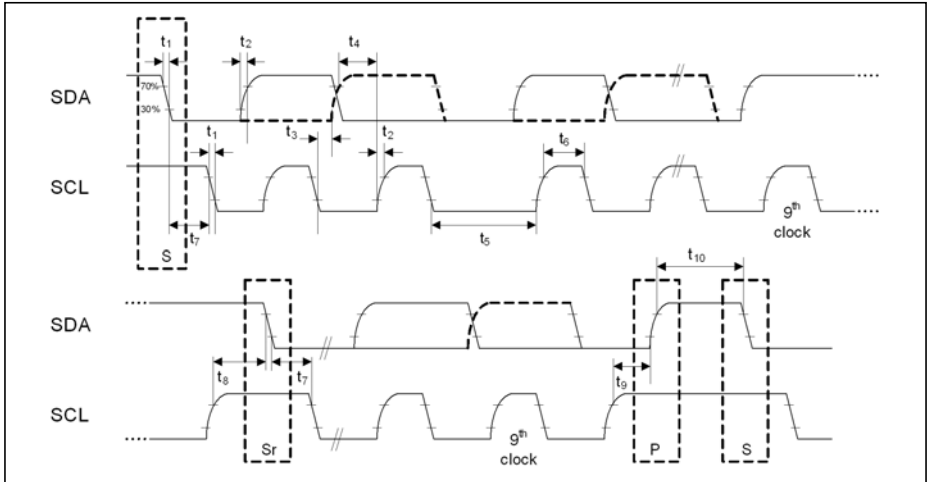 t1 t2 t4
SDA
70%
30%
t1 t3 t2 t6
SCL
t7 t5
S
9th
clock
t10
SDA
t8 t7 t9
SCL
Sr
9th
clock
P
S